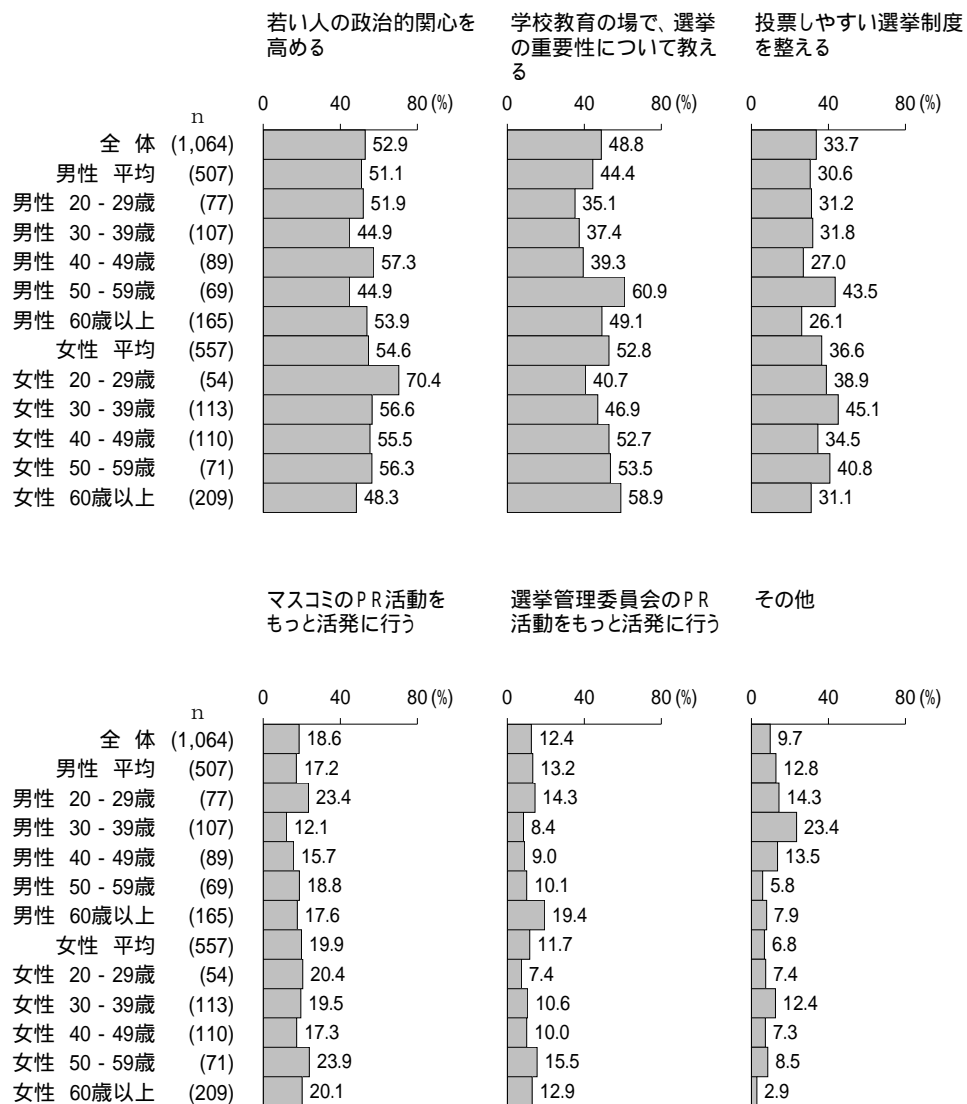 若い人の政治的関心を 学校教育の場で、選挙 投票しやすい選挙制度
高める の重要性について教え を整える
る
0 40 80(%) 0 40 80(%) 0 40 80(%)
n
全 体 (1,064) 52.9 48.8 33.7
男性 平均 (507) 51.1 44.4 30.6
男性 20 - 29歳 (77) 51.9 35.1 31.2
男性 30 - 39歳 (107) 44.9 37.4 31.8
男性 40 - 49歳 (89) 57.3 39.3 27.0
男性 50 - 59歳 (69) 44.9 60.9 43.5
男性 60歳以上 (165) 53.9 49.1 26.1
女性 平均 (557) 54.6 52.8 36.6
女性 20 - 29歳 (54) 70.4 40.7 38.9
女性 30 - 39歳 (113) 56.6 46.9 45.1
女性 40 - 49歳 (110) 55.5 52.7 34.5
女性 50 - 59歳 (71) 56.3 53.5 40.8
女性 60歳以上 (209) 48.3 58.9 31.1
マスコミのPR活動を 選挙管理委員会のPR その他
もっと活発に行う 活動をもっと活発に行う
0 40 80(%) 0 40 80(%) 0 40 80(%)
n
全 体 (1,064) 18.6 12.4 9.7
男性 平均 (507) 17.2 13.2 12.8
男性 20 - 29歳 (77) 23.4 14.3 14.3
男性 30 - 39歳 (107) 12.1 8.4 23.4
男性 40 - 49歳 (89) 15.7 9.0 13.5
男性 50 - 59歳 (69) 18.8 10.1 5.8
男性 60歳以上 (165) 17.6 19.4 7.9
女性 平均 (557) 19.9 11.7 6.8
女性 20 - 29歳 (54) 20.4 7.4 7.4
女性 30 - 39歳 (113) 19.5 10.6 12.4
女性 40 - 49歳 (110) 17.3 10.0 7.3
女性 50 - 59歳 (71) 23.9 15.5 8.5
女性 60歳以上 (209) 20.1 12.9 2.9